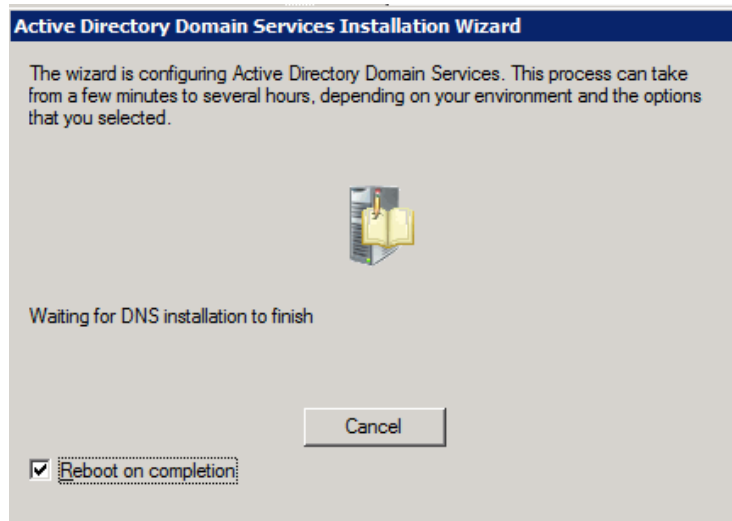 Active Directory Domain Services Installation Wizard
The wizard is configuring Active Directory Domain Services. This process can take
from a few minutes to several hours, depending on your environment and the options
that you selected.
Waiting for DNS installation to finish
Cancel
Reboot on completion